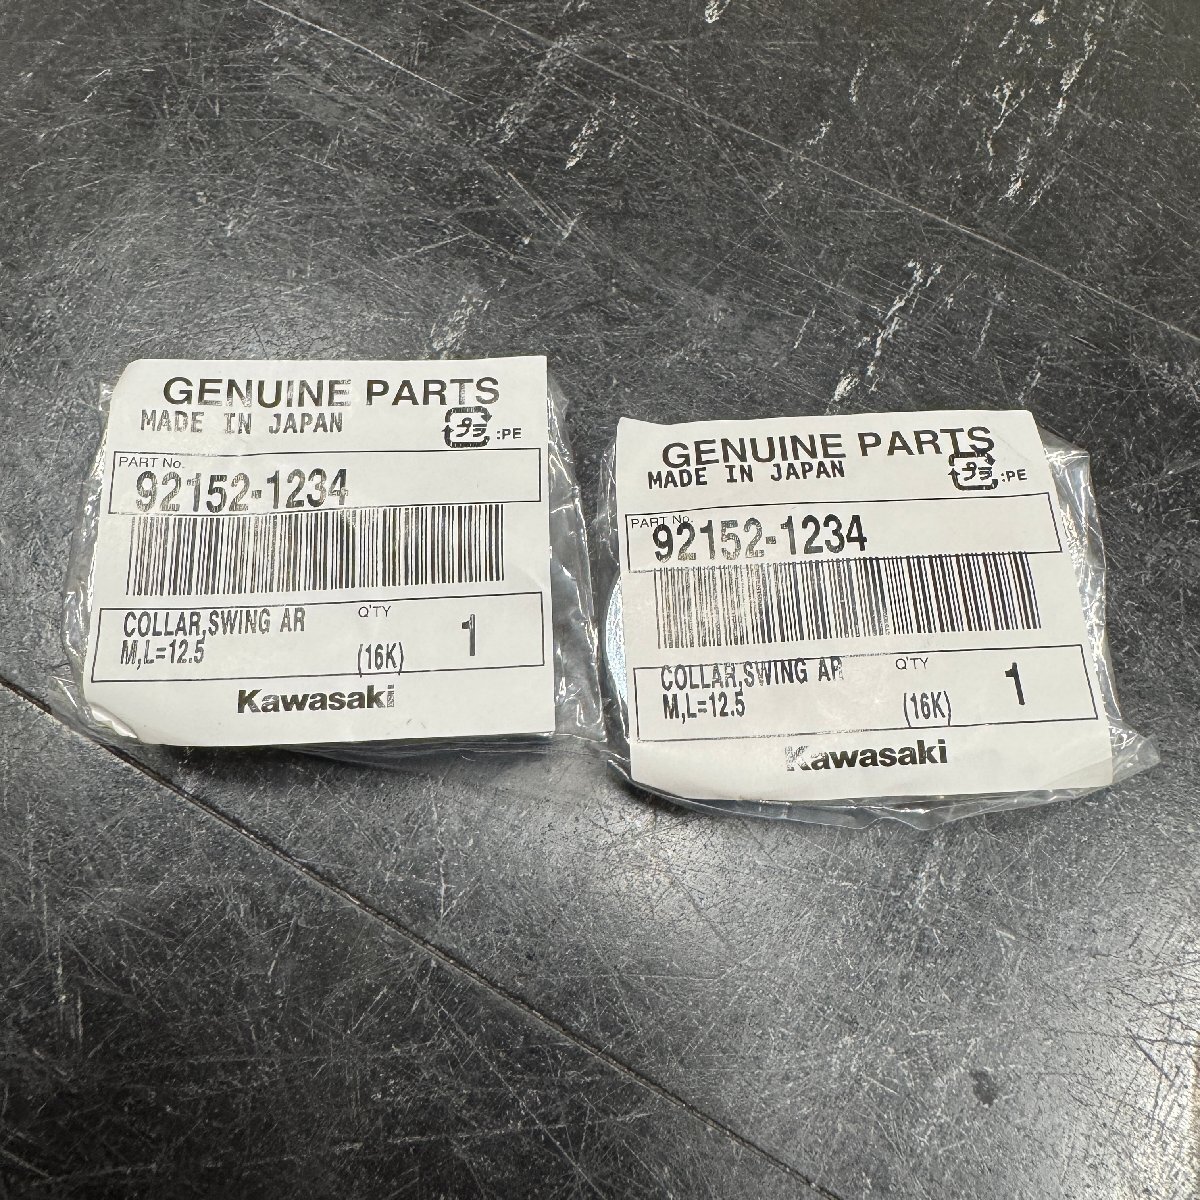 GENUINE PARTS
MADE IN JAPAN
プラ :PE
PART No.
92152-1234
COLLAR,SWING AR
M,L=12.5
Q'TY
(16K)
1
Kawasaki
GENUINE PARTS
MADE IN JAPAN
プラ :PE
PART No.
92152-1234
COLLAR,SWING AR
M,L=12.5
Q'TY
(16K)
1
Kawasaki